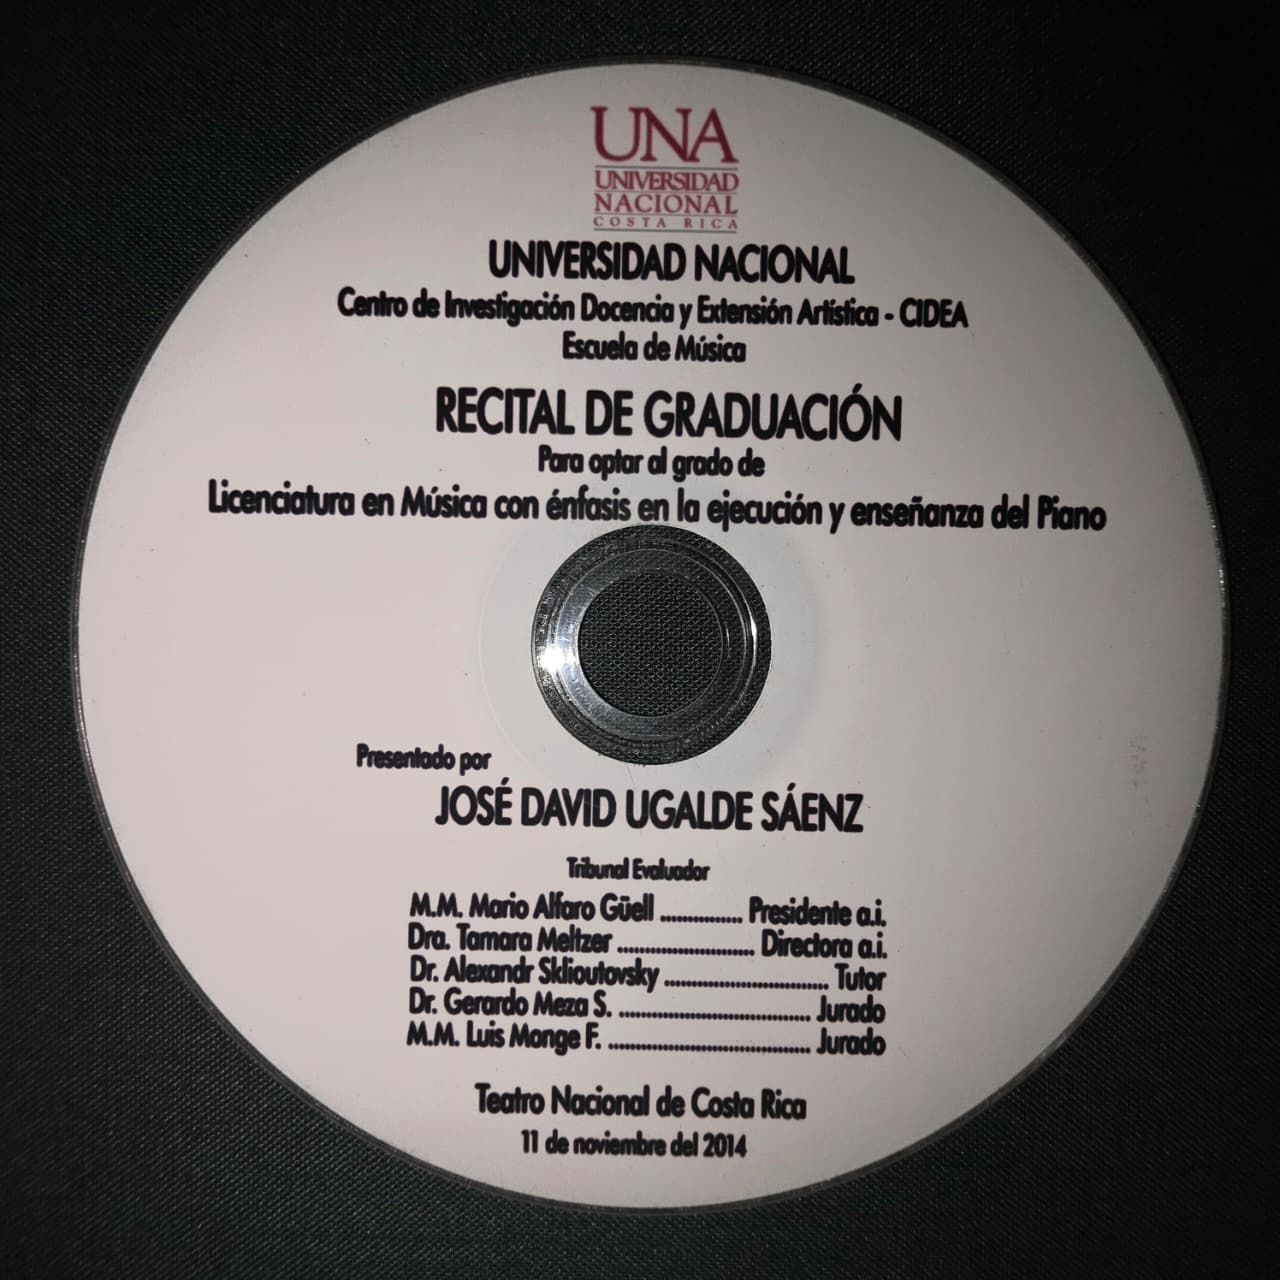 UNA
UNIVERSIDAD
NACIONAL
COSTA RICA
UNIVERSIDAD NACIONAL
Centro de Investigación Docencia y Extensión Artística - CIDEA
Escuela de Música
RECITAL DE GRADUACIÓN
Para optar al grado de
Licenciatura en Música con énfasis en la ejecución y enseñanza del Piano
Presentado por
JOSÉ DAVID UGALDE SÁENZ
Tribunal Evaluador
M.M. Mario Alfaro Güell ............... Presidente a.i.
Dra. Tamara Meltzer ......................... Directora a.i.
Dr. Alexandr Sklioutovsky .............................. Tutor
Dr. Gerardo Meza S. ................................... Jurado
M.M. Luis Monge F. ..................................... Jurado
Teatro Nacional de Costa Rica
11 de noviembre del 2014